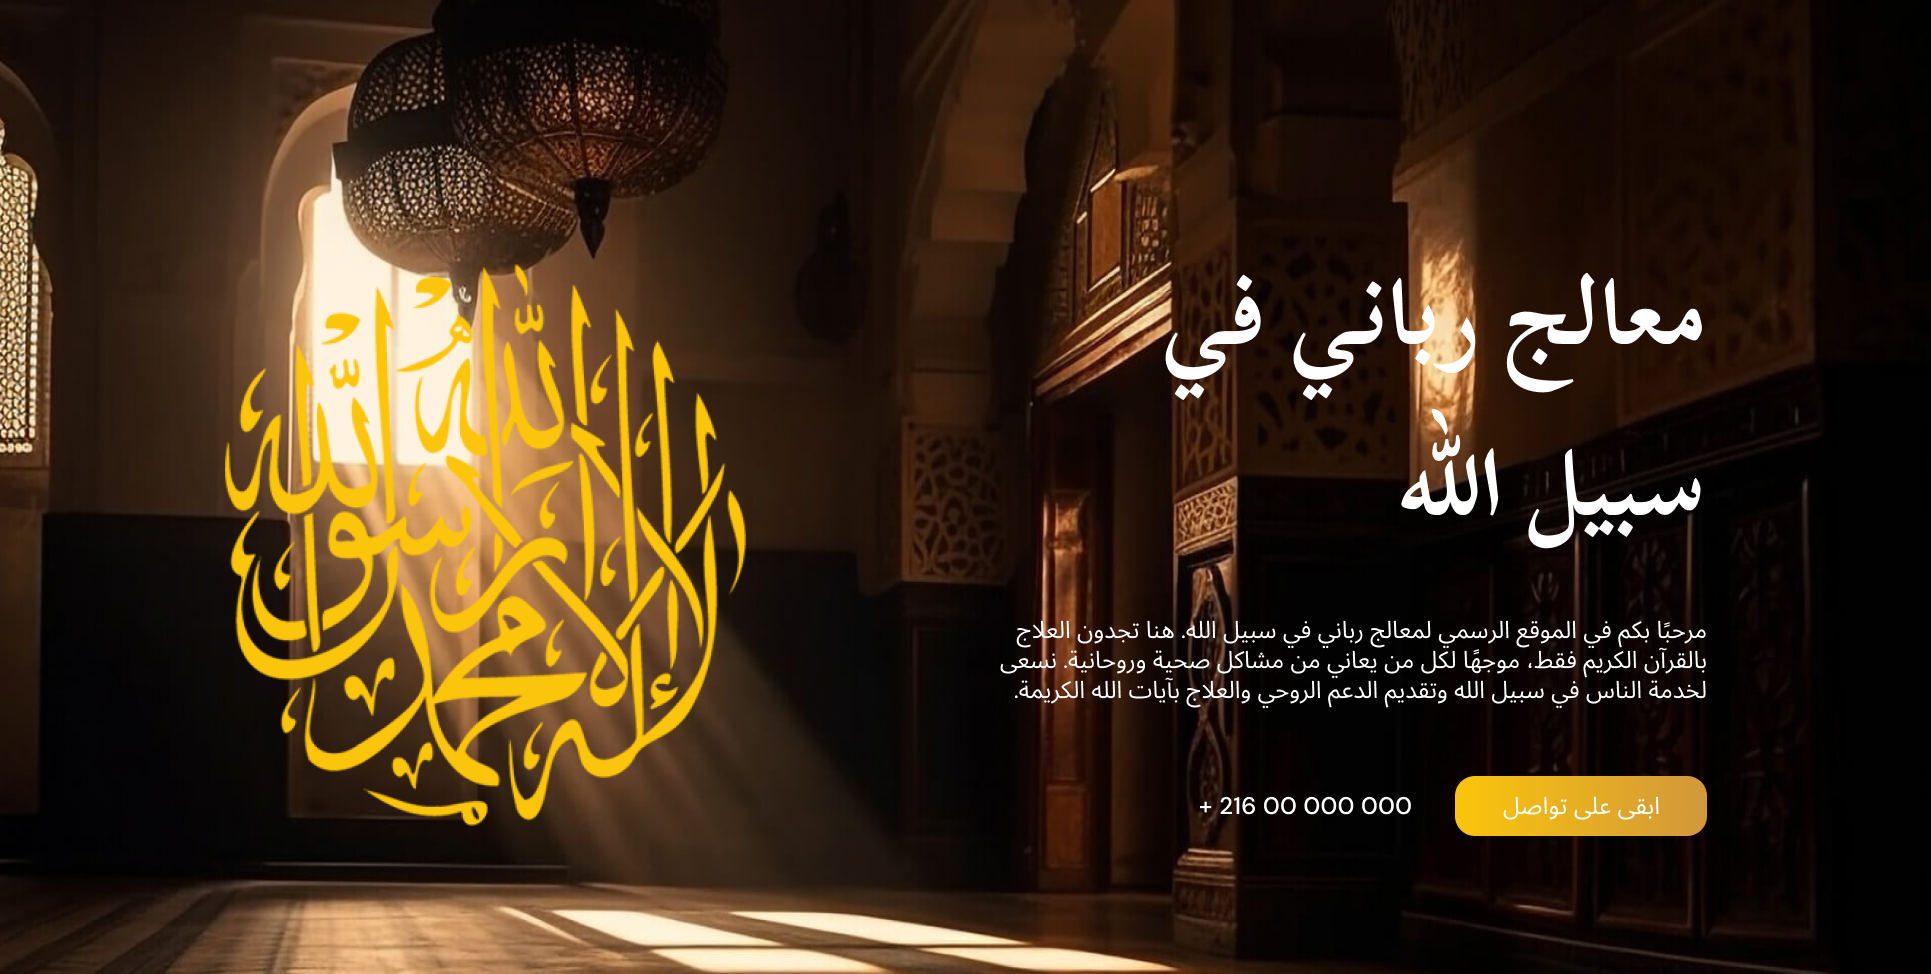 لا إله إلا الله محمد رسول الله
معالج رباني في
سبيل الله
مرحبًا بكم في الموقع الرسمي لمعالج رباني في سبيل الله. هنا تجدون العلاج
بالقرآن الكريم فقط، موجهًا لكل من يعاني من مشاكل صحية وروحانية. نسعى
لخدمة الناس في سبيل الله وتقديم الدعم الروحي والعلاج بآيات الله الكريمة.
ابقى على تواصل
+ 216 00 000 000